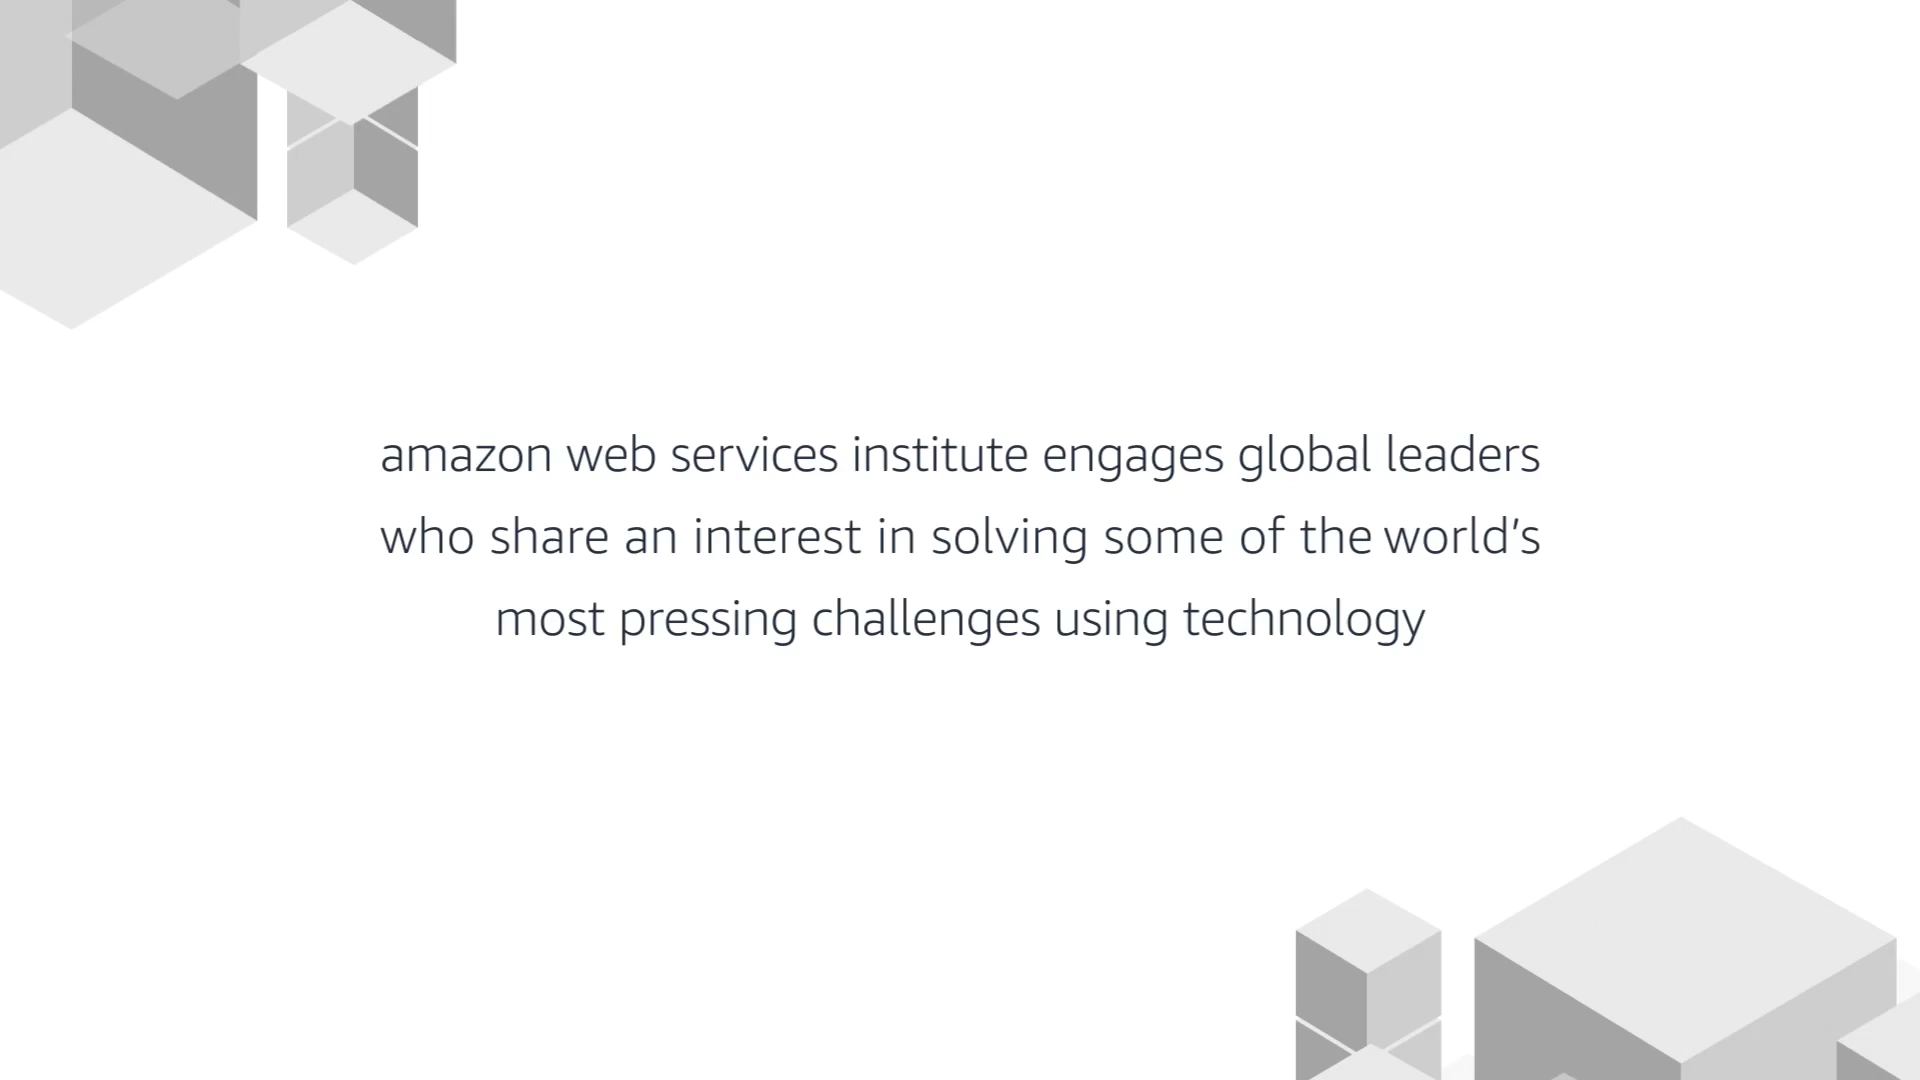 amazon web services institute engages global leaders
who share an interest in solving some of the world’s
most pressing challenges using technology